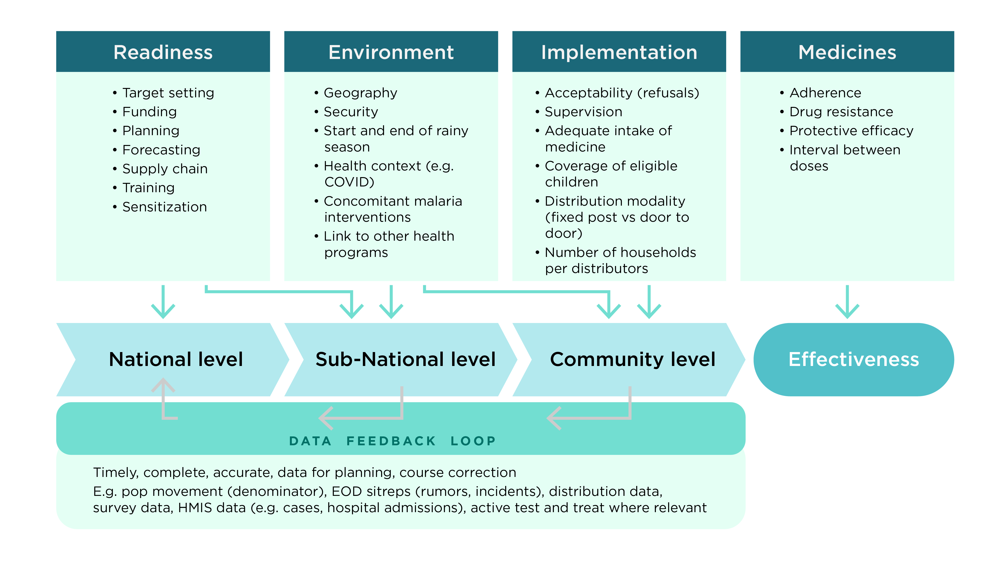 Readiness
• Target setting
• Funding
• Planning
• Forecasting
• Supply chain
• Training
• Sensitization
Environment
• Geography
• Security
• Start and end of rainy
season
• Health context (e.g.
COVID)
• Concomitant malaria
interventions
• Link to other health
programs
Implementation
• Acceptability (refusals)
• Supervision
• Adequate intake of
medicine
• Coverage of eligible
children
• Distribution modality
(fixed post vs door to
door)
• Number of households
per distributors
Medicines
• Adherence
• Drug resistance
• Protective efficacy
• Interval between
doses
National level
Sub-National level
Community level
Effectiveness
DATA FEEDBACK LOOP
Timely, complete, accurate, data for planning, course correction
E.g. pop movement (denominator), EOD sitreps (rumors, incidents), distribution data,
survey data, HMIS data (e.g. cases, hospital admissions), active test and treat where relevant